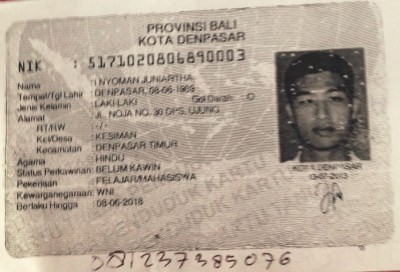 PROVINSI BALI
KOTA DENPASAR
NIK : 5171020806890003
Nama : I NYOMAN JUNIARTHA
Tempat/Tgl Lahir : DENPASAR, 08-06-1989
Jenis Kelamin : LAKI-LAKI Gol Darah : O
Alamat : JL. NOJA NO. 30 DPS, UJUNG
RT/RW : -/-
Kel/Desa : KESIMAN
Kecamatan : DENPASAR TIMUR
Agama : HINDU
Status Perkawinan : BELUM KAWIN
Pekerjaan : PELAJAR/MAHASISWA
Kewarganegaraan : WNI
Berlaku Hingga : 08-06-2018
KOTA DENPASAR
13-07-2013